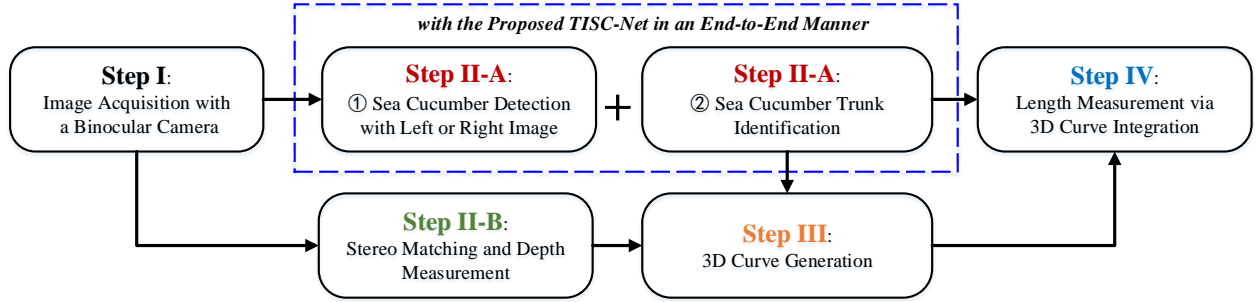 with the Proposed TISC-Net in an End-to-End Manner
Step I:
Image Acquisition with
a Binocular Camera
Step II-A:
① Sea Cucumber Detection
with Left or Right Image
+
Step II-A:
② Sea Cucumber Trunk
Identification
Step IV:
Length Measurement via
3D Curve Integration
Step II-B:
Stereo Matching and Depth
Measurement
Step III:
3D Curve Generation